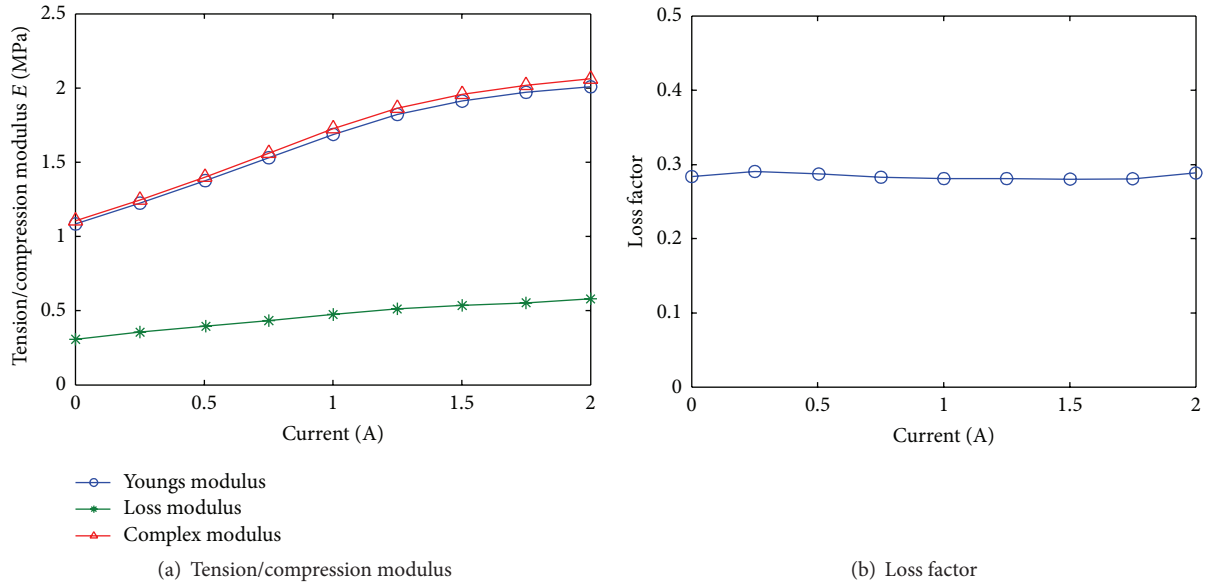 2.5
2
1.5
1
0.5
0
Tension/compression modulus E (MPa)
0 0.5 1 1.5 2
Current (A)
Youngs modulus
Loss modulus
Complex modulus
(a) Tension/compression modulus
0.5
0.4
0.3
0.2
0.1
0
Loss factor
0 0.5 1 1.5 2
Current (A)
(b) Loss factor